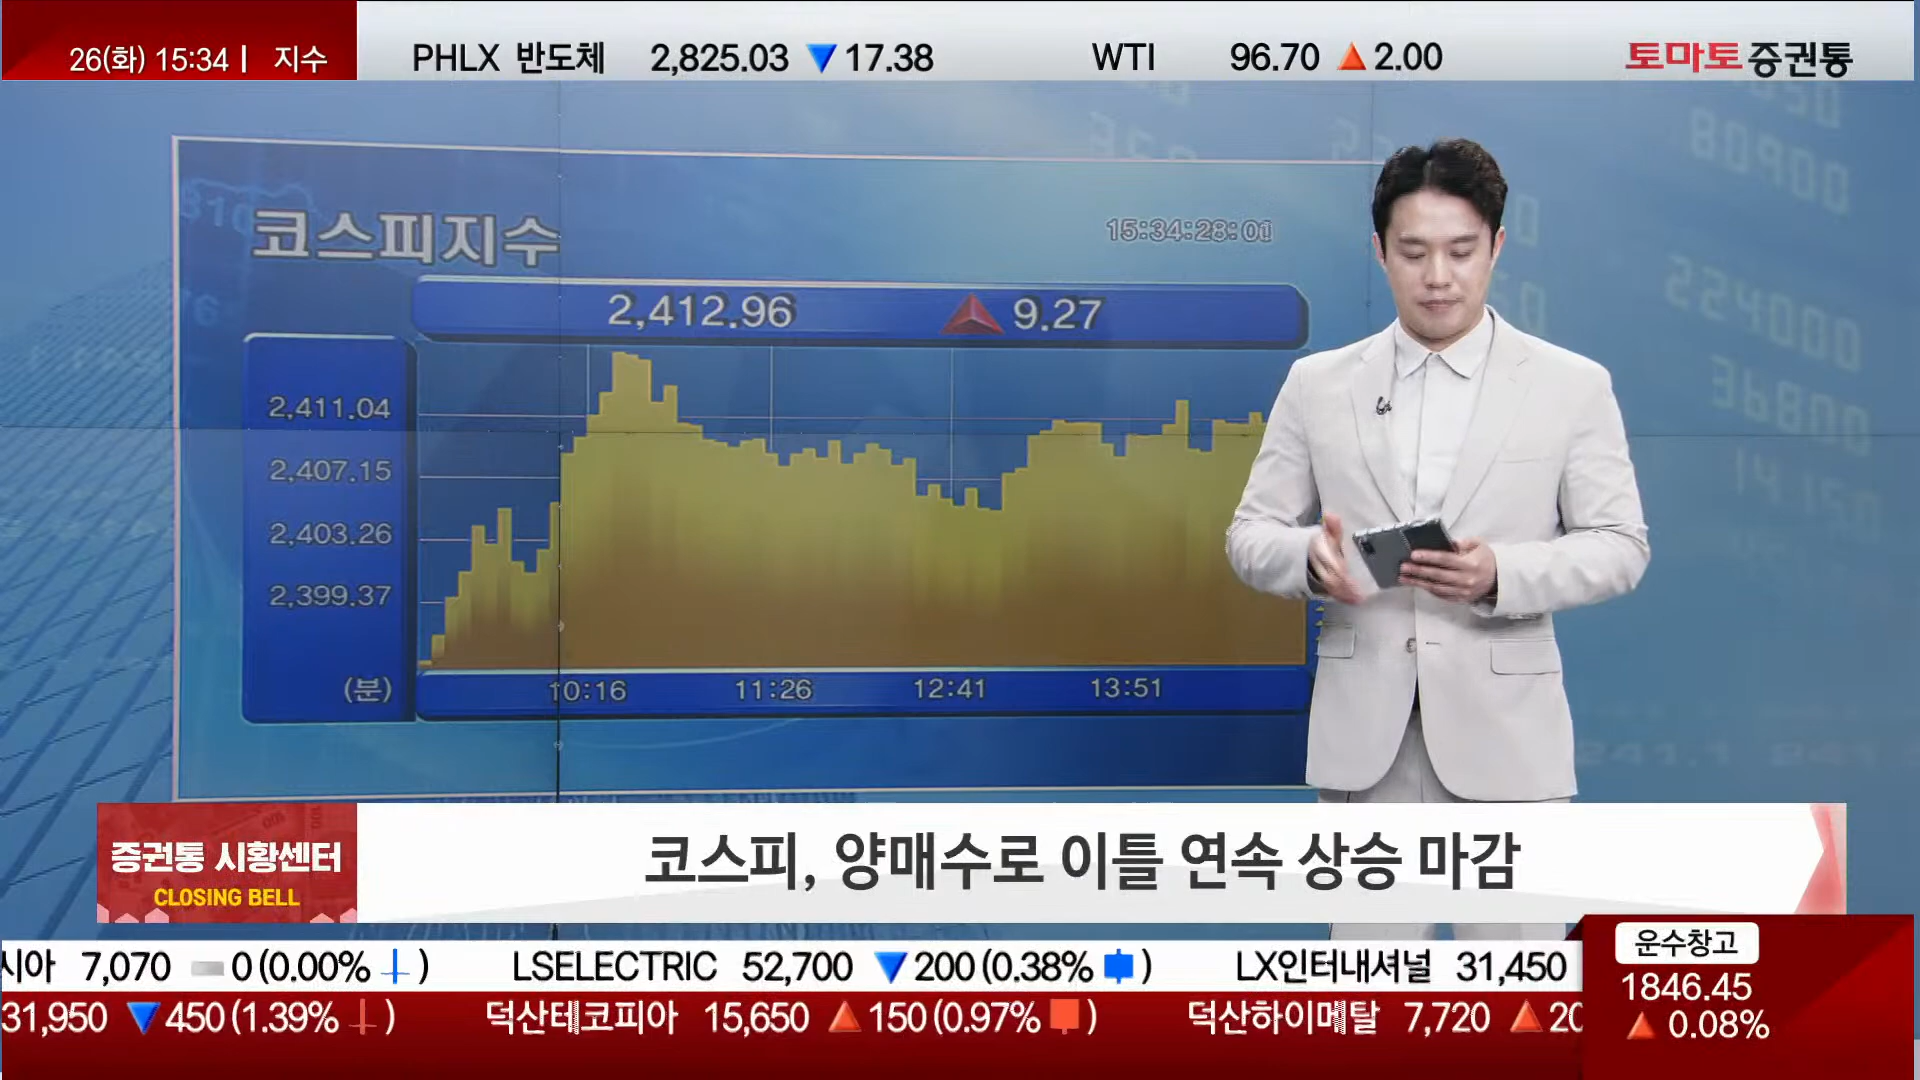 26(화) 15:34 | 지수 PHLX 반도체 2,825.03 ▼17.38 WTI 96.70 ▲2.00 토마토증권통
코스피지수 15:34:28:01
2,412.96 ▲ 9.27
2,411.04
2,407.15
2,403.26
2,399.37
(분) 10:16 11:26 12:41 13:51
증권통 시황센터
CLOSING BELL
코스피, 양매수로 이틀 연속 상승 마감
시아 7,070 0(0.00% ) LSELECTRIC 52,700 ▼200(0.38% ) LX인터내셔널 31,450
31,950 ▼450(1.39% ) 덕산테코피아 15,650 ▲150(0.97% ) 덕산하이메탈 7,720 ▲20
운수창고
1846.45
▲ 0.08%